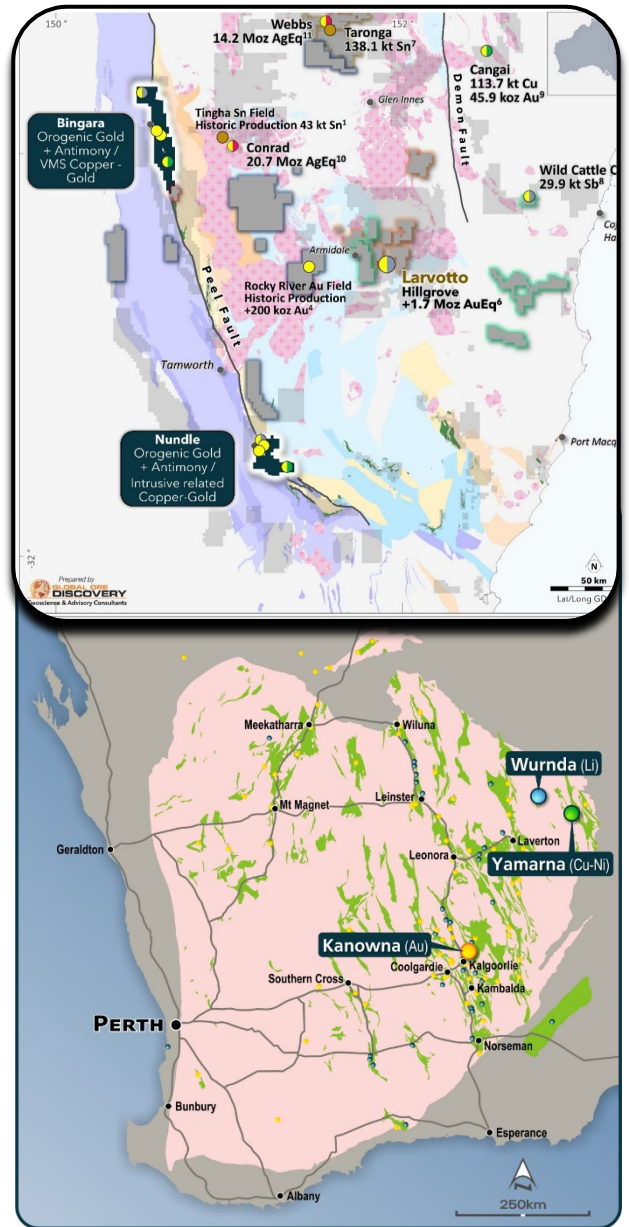 150°
152°
Webbs
14.2 Moz AgEq11
Taronga
138.1 kt Sn7
Cangai
113.7 kt Cu
45.9 koz Au9
Demon Fault
Glen Innes
Bingara
Orogenic Gold
+ Antimony /
VMS Copper -
Gold
Tingha Sn Field
Historic Production 43 kt Sn1
Conrad
20.7 Moz AgEq10
Wild Cattle C
29.9 kt Sb8
Co
Ha
Armidale
Larvotto
Hillgrove
+1.7 Moz AuEq6
Rocky River Au Field
Historic Production
+200 koz Au4
Peel Fault
Tamworth
Nundle
Orogenic Gold
+ Antimony /
Intrusive related
Copper-Gold
Port Macq
-32°
Prepared by
GLOBAL ORE
DISCOVERY
Geoscience & Advisory Consultants
N
50 km
Lat/Long GD
Meekatharra
Wiluna
Wurnda (Li)
Leinster
Mt Magnet
Laverton
Geraldton
Leonora
Yamarna (Cu-Ni)
Kanowna (Au)
Kalgoorlie
Coolgardie
Southern Cross
Kambalda
PERTH
Norseman
Bunbury
Esperance
Albany
N
250km